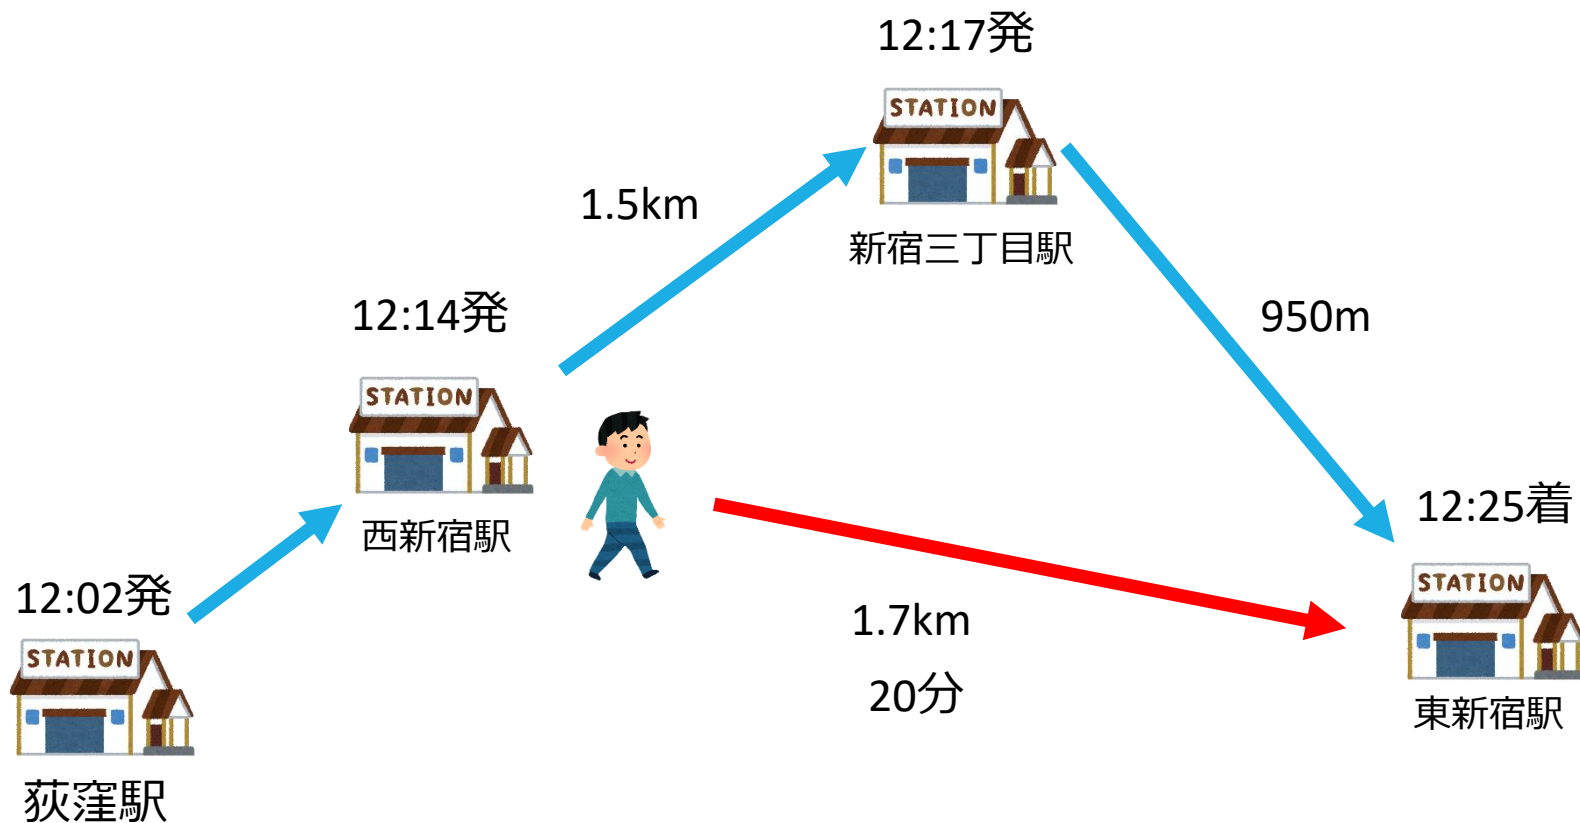 12:17発
STATION
新宿三丁目駅
1.5km
950m
12:14発
STATION
西新宿駅
12:25着
STATION
東新宿駅
12:02発
STATION
荻窪駅
1.7km
20分